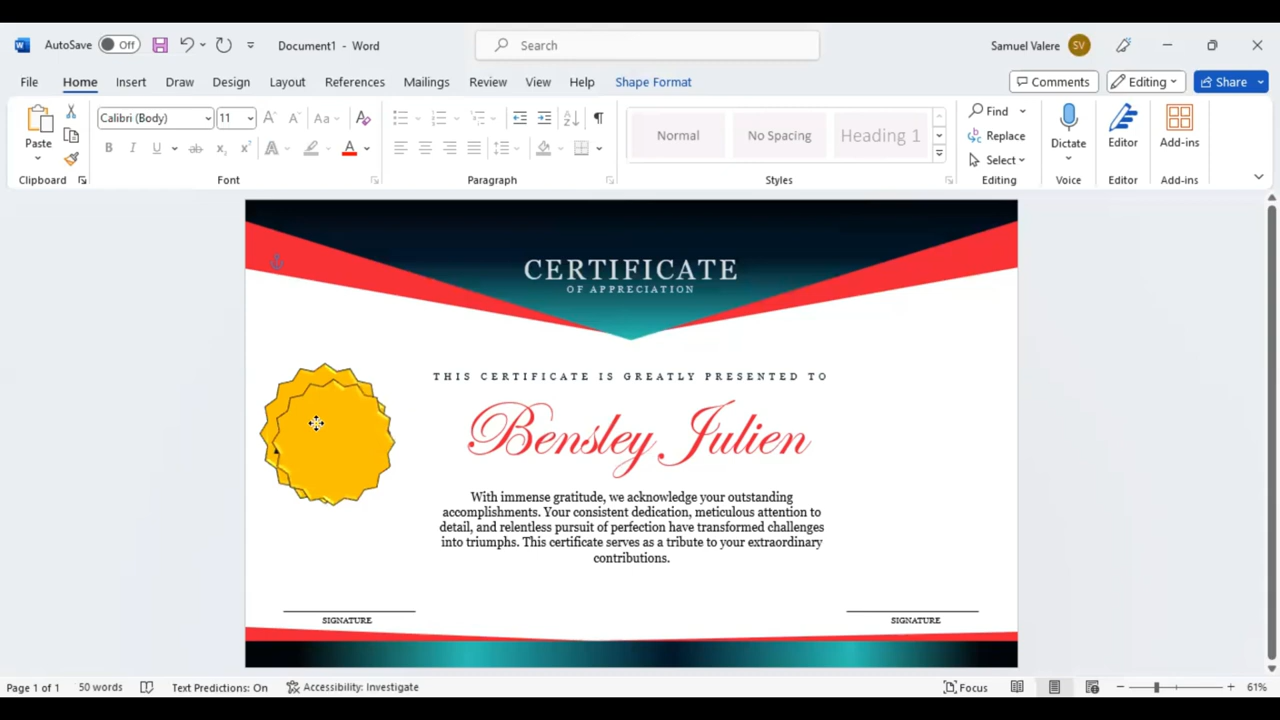 AutoSave Off Document1 - Word Search Samuel Valere SV
File Home Insert Draw Design Layout References Mailings Review View Help Shape Format Comments Editing Share
Paste
Calibri (Body) 11
Normal No Spacing Heading 1
Find
Replace
Select
Dictate
Editor
Add-ins
Clipboard Font Paragraph Styles Editing Voice Editor Add-ins
CERTIFICATE
OF APPRECIATION
THIS CERTIFICATE IS GREATLY PRESENTED TO
Bensley Julien
With immense gratitude, we acknowledge your outstanding
accomplishments. Your consistent dedication, meticulous attention to
detail, and relentless pursuit of perfection have transformed challenges
into triumphs. This certificate serves as a tribute to your extraordinary
contributions.
SIGNATURE SIGNATURE
Page 1 of 1 50 words Text Predictions: On Accessibility: Investigate Focus 61%